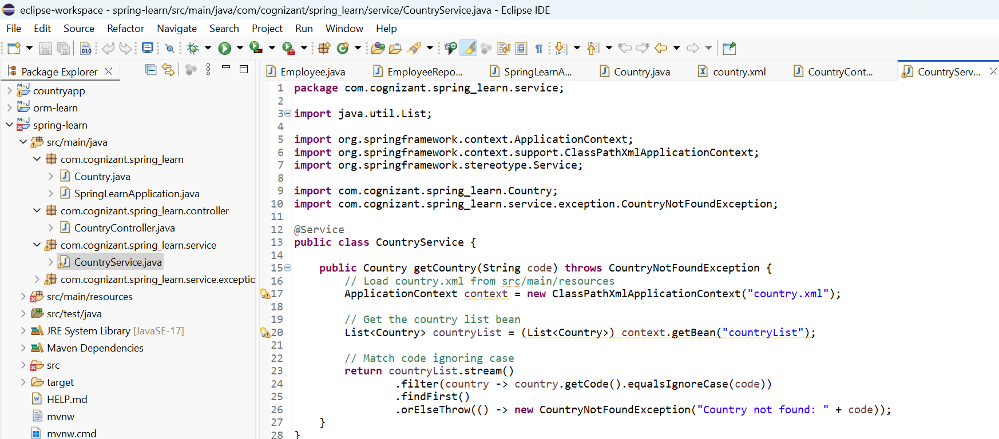 eclipse-workspace - spring-learn/src/main/java/com/cognizant/spring_learn/service/CountryService.java - Eclipse IDE
File Edit Source Refactor Navigate Search Project Run Window Help
Package Explorer
Employee.java EmployeeRepo... SpringLearnA... Country.java country.xml CountryCont... CountryServ...
countryapp
orm-learn
spring-learn
src/main/java
com.cognizant.spring_learn
Country.java
SpringLearnApplication.java
com.cognizant.spring_learn.controller
CountryController.java
com.cognizant.spring_learn.service
CountryService.java
com.cognizant.spring_learn.service.exceptio
src/main/resources
src/test/java
JRE System Library [JavaSE-17]
Maven Dependencies
src
target
HELP.md
mvnw
mvnw.cmd
1 package com.cognizant.spring_learn.service;
2
3 import java.util.List;
4
5 import org.springframework.context.ApplicationContext;
6 import org.springframework.context.support.ClassPathXmlApplicationContext;
7 import org.springframework.stereotype.Service;
8
9 import com.cognizant.spring_learn.Country;
10 import com.cognizant.spring_learn.service.exception.CountryNotFoundException;
11
12 @Service
13 public class CountryService {
14
15     public Country getCountry(String code) throws CountryNotFoundException {
16         // Load country.xml from src/main/resources
17         ApplicationContext context = new ClassPathXmlApplicationContext("country.xml");
18
19         // Get the country list bean
20         List<Country> countryList = (List<Country>) context.getBean("countryList");
21
22         // Match code ignoring case
23         return countryList.stream()
24                 .filter(country -> country.getCode().equalsIgnoreCase(code))
25                 .findFirst()
26                 .orElseThrow(() -> new CountryNotFoundException("Country not found: " + code));
27     }
28 }